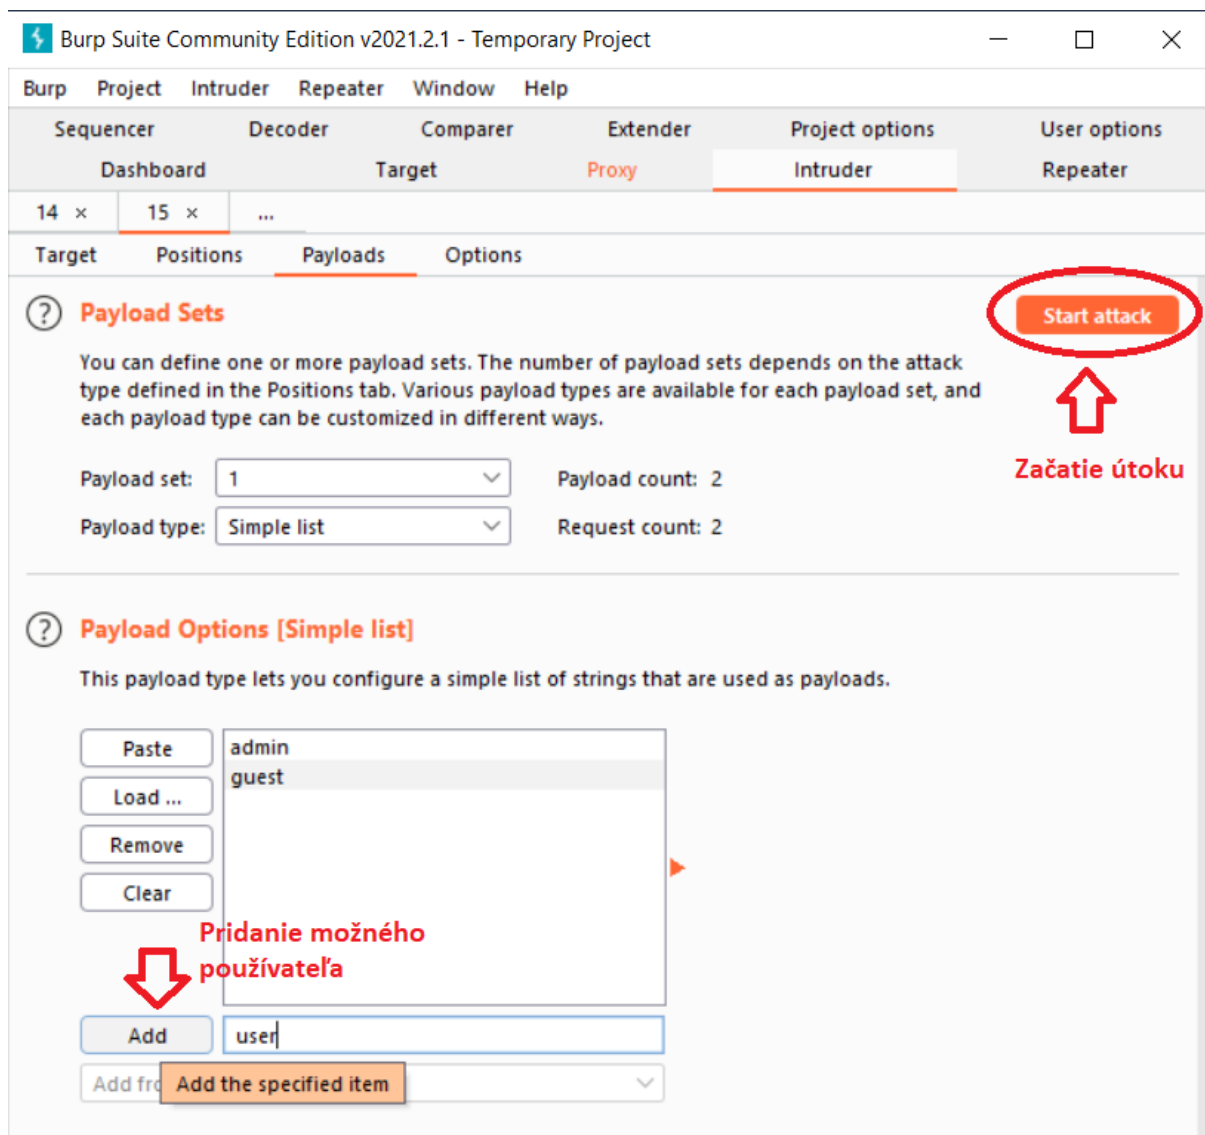 Burp Suite Community Edition v2021.2.1 - Temporary Project
Burp Project Intruder Repeater Window Help
Sequencer Decoder Comparer Extender Project options User options
Dashboard Target Proxy Intruder Repeater
14 × 15 × ...
Target Positions Payloads Options
? Payload Sets
Start attack
You can define one or more payload sets. The number of payload sets depends on the attack
type defined in the Positions tab. Various payload types are available for each payload set, and
each payload type can be customized in different ways.
Začatie útoku
Payload set: 1 Payload count: 2
Payload type: Simple list Request count: 2
? Payload Options [Simple list]
This payload type lets you configure a simple list of strings that are used as payloads.
Paste
Load ...
Remove
Clear
admin
guest
Pridanie možného
používateľa
Add user
Add the specified item